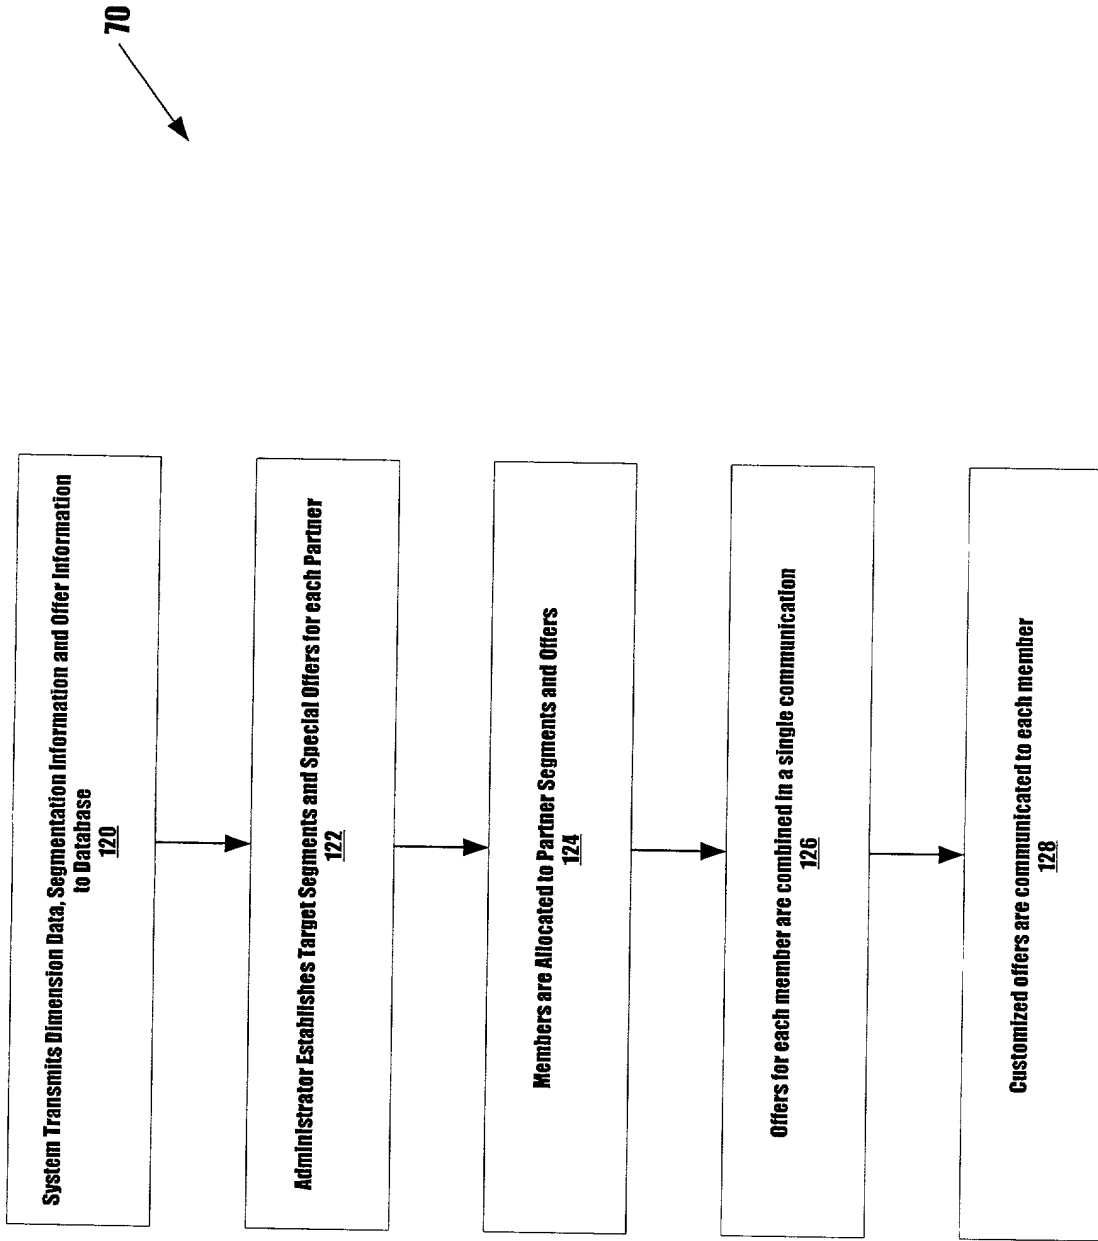 70
System Transmits Dimension Data, Segmentation Information and Offer Information
to Database
120
Administrator Establishes Target Segments and Special Offers for each Partner
122
Members are Allocated to Partner Segments and Offers
124
Offers for each member are combined in a single communication
126
Customized offers are communicated to each member
128